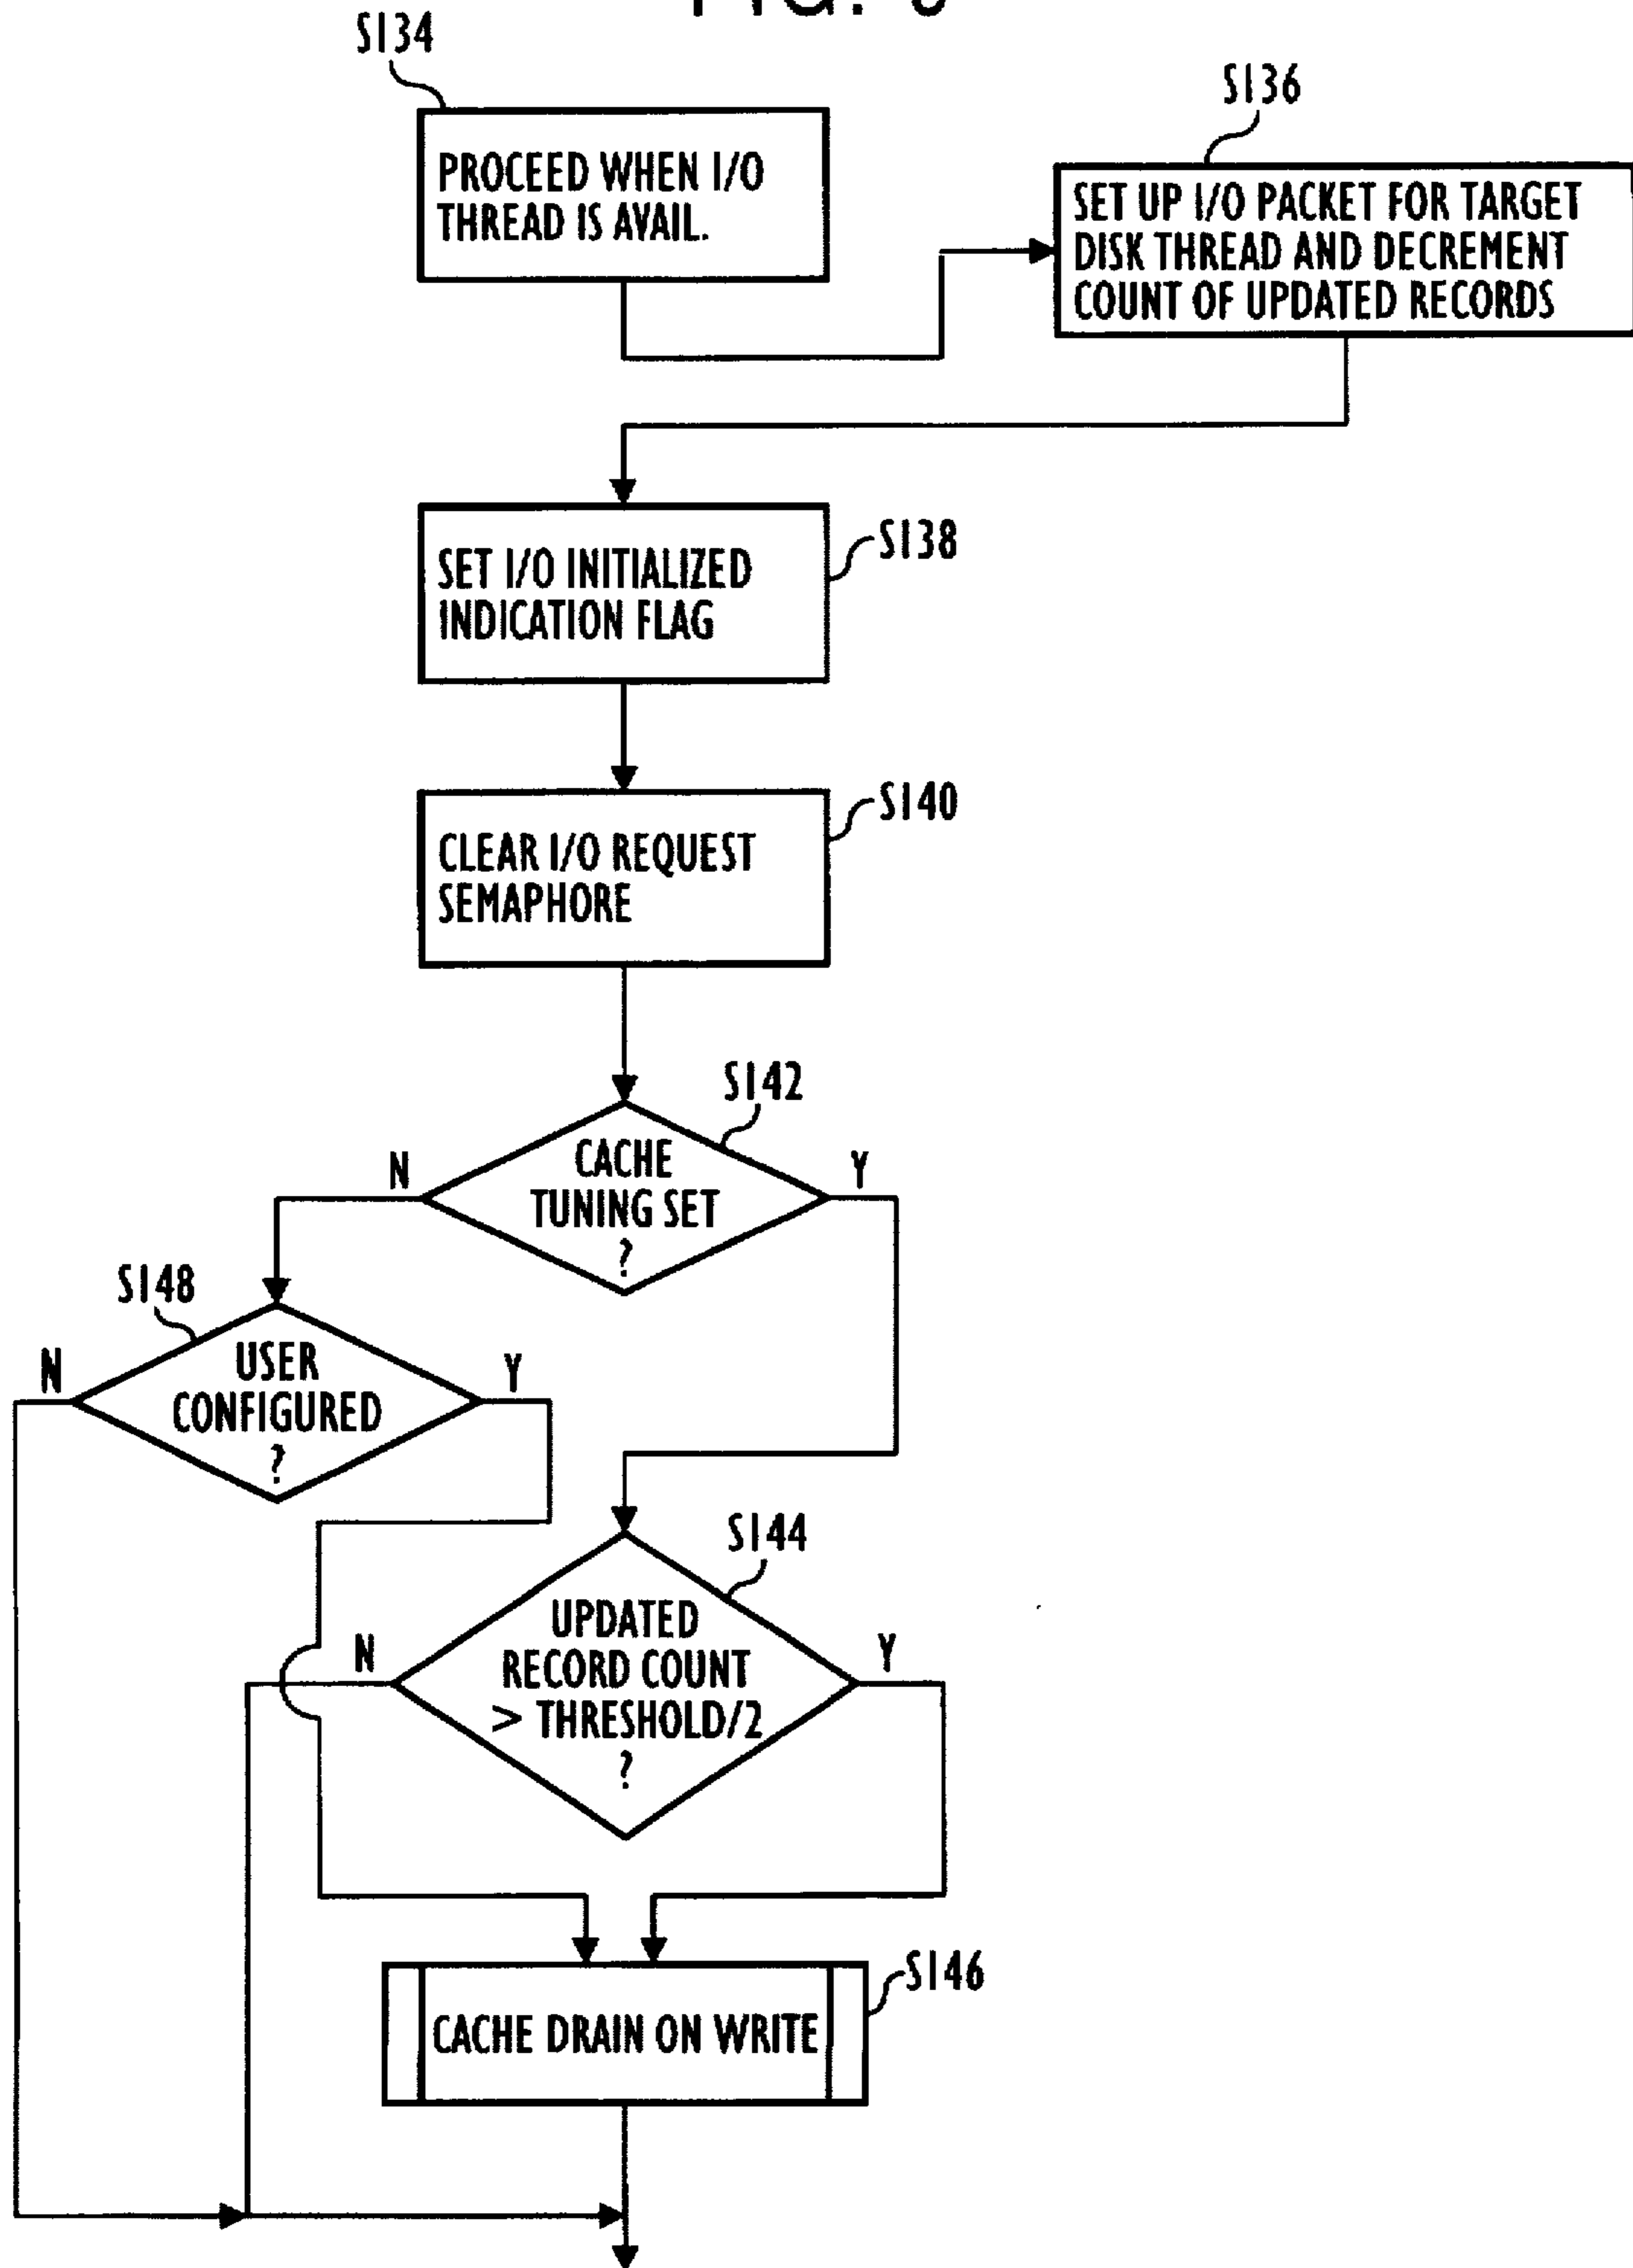 S134
PROCEED WHEN I/O
THREAD IS AVAIL.
S136
SET UP I/O PACKET FOR TARGET
DISK THREAD AND DECREMENT
COUNT OF UPDATED RECORDS
SET I/O INITIALIZED
INDICATION FLAG
S138
CLEAR I/O REQUEST
SEMAPHORE
S140
S142
N
CACHE
TUNING SET
?
Y
S148
N
USER
CONFIGURED
?
Y
S144
N
UPDATED
RECORD COUNT
> THRESHOLD/2
?
Y
CACHE DRAIN ON WRITE
S146